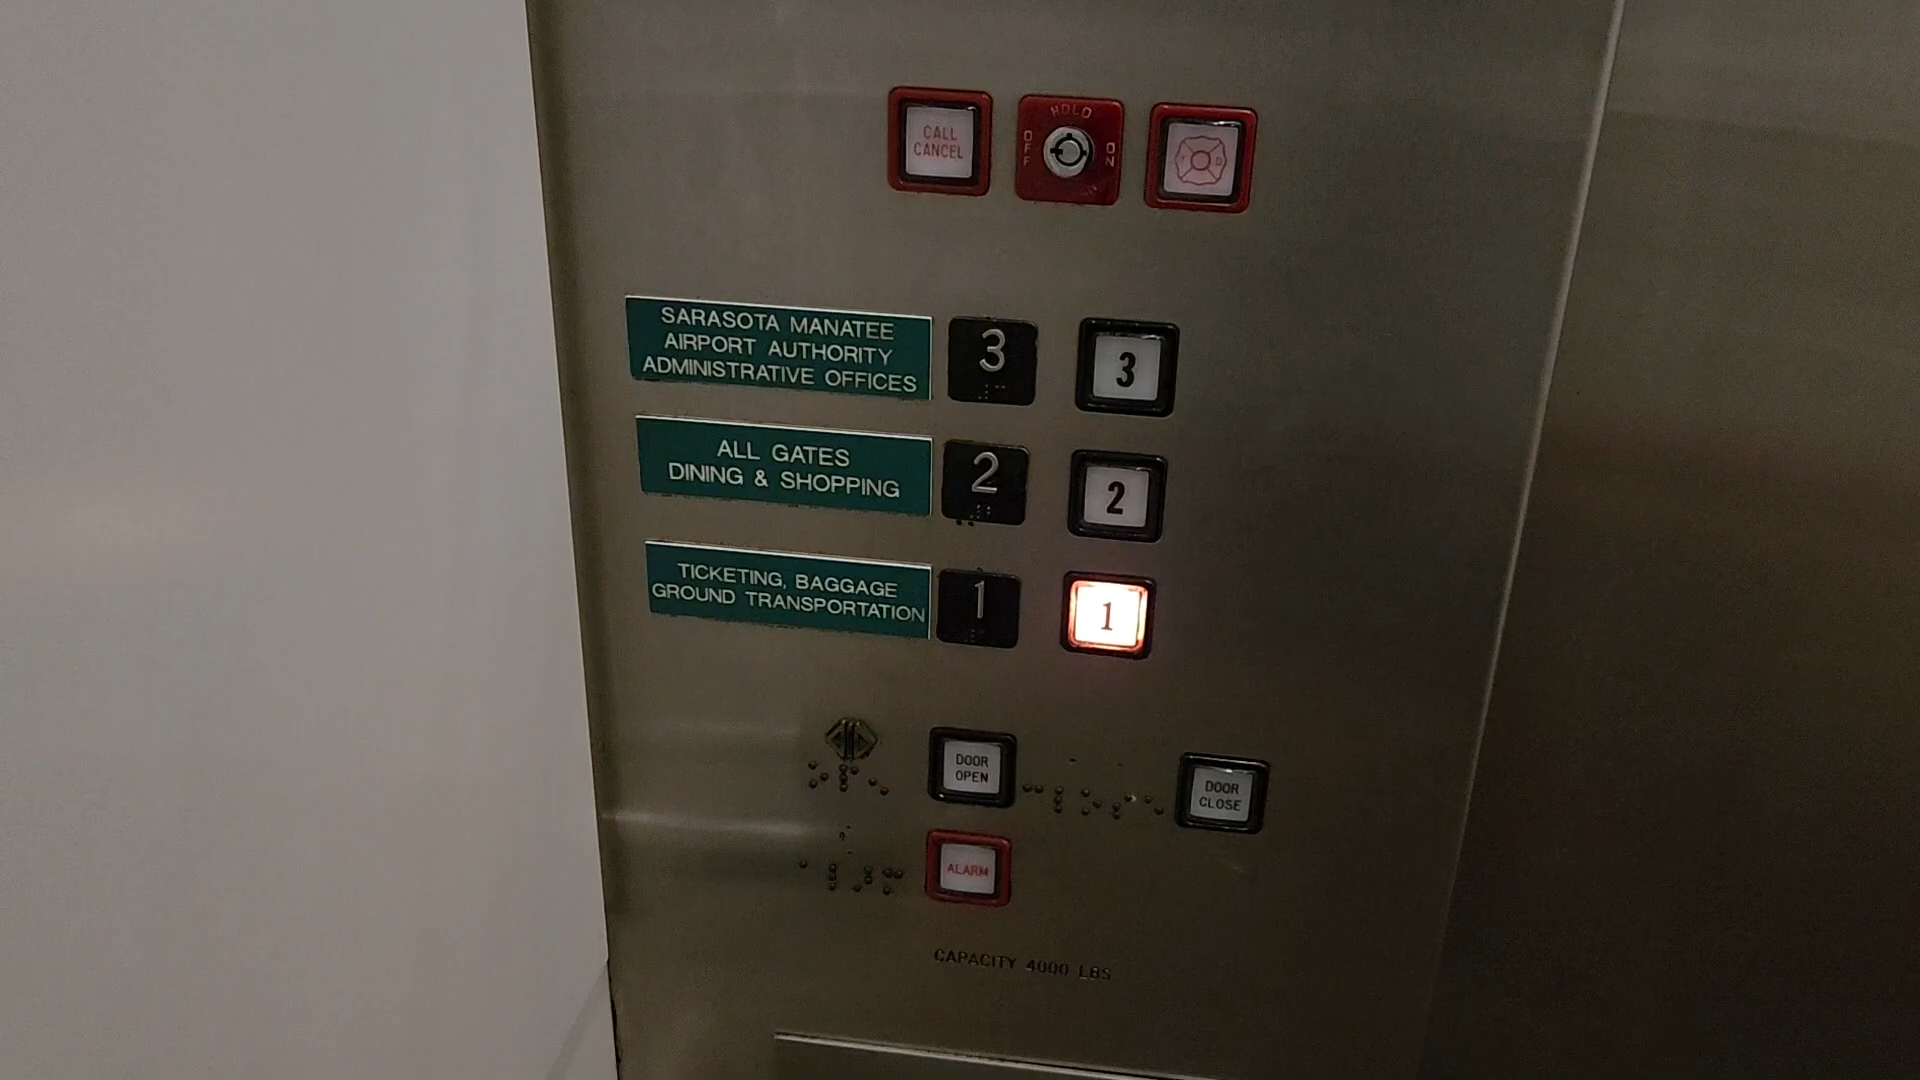 CALL
CANCEL
HOLD
OFF
ON
F D
SARASOTA MANATEE
AIRPORT AUTHORITY
ADMINISTRATIVE OFFICES
3
3
ALL GATES
DINING & SHOPPING
2
2
TICKETING, BAGGAGE
GROUND TRANSPORTATION
1
1
DOOR
OPEN
DOOR
CLOSE
ALARM
CAPACITY 4000 LBS